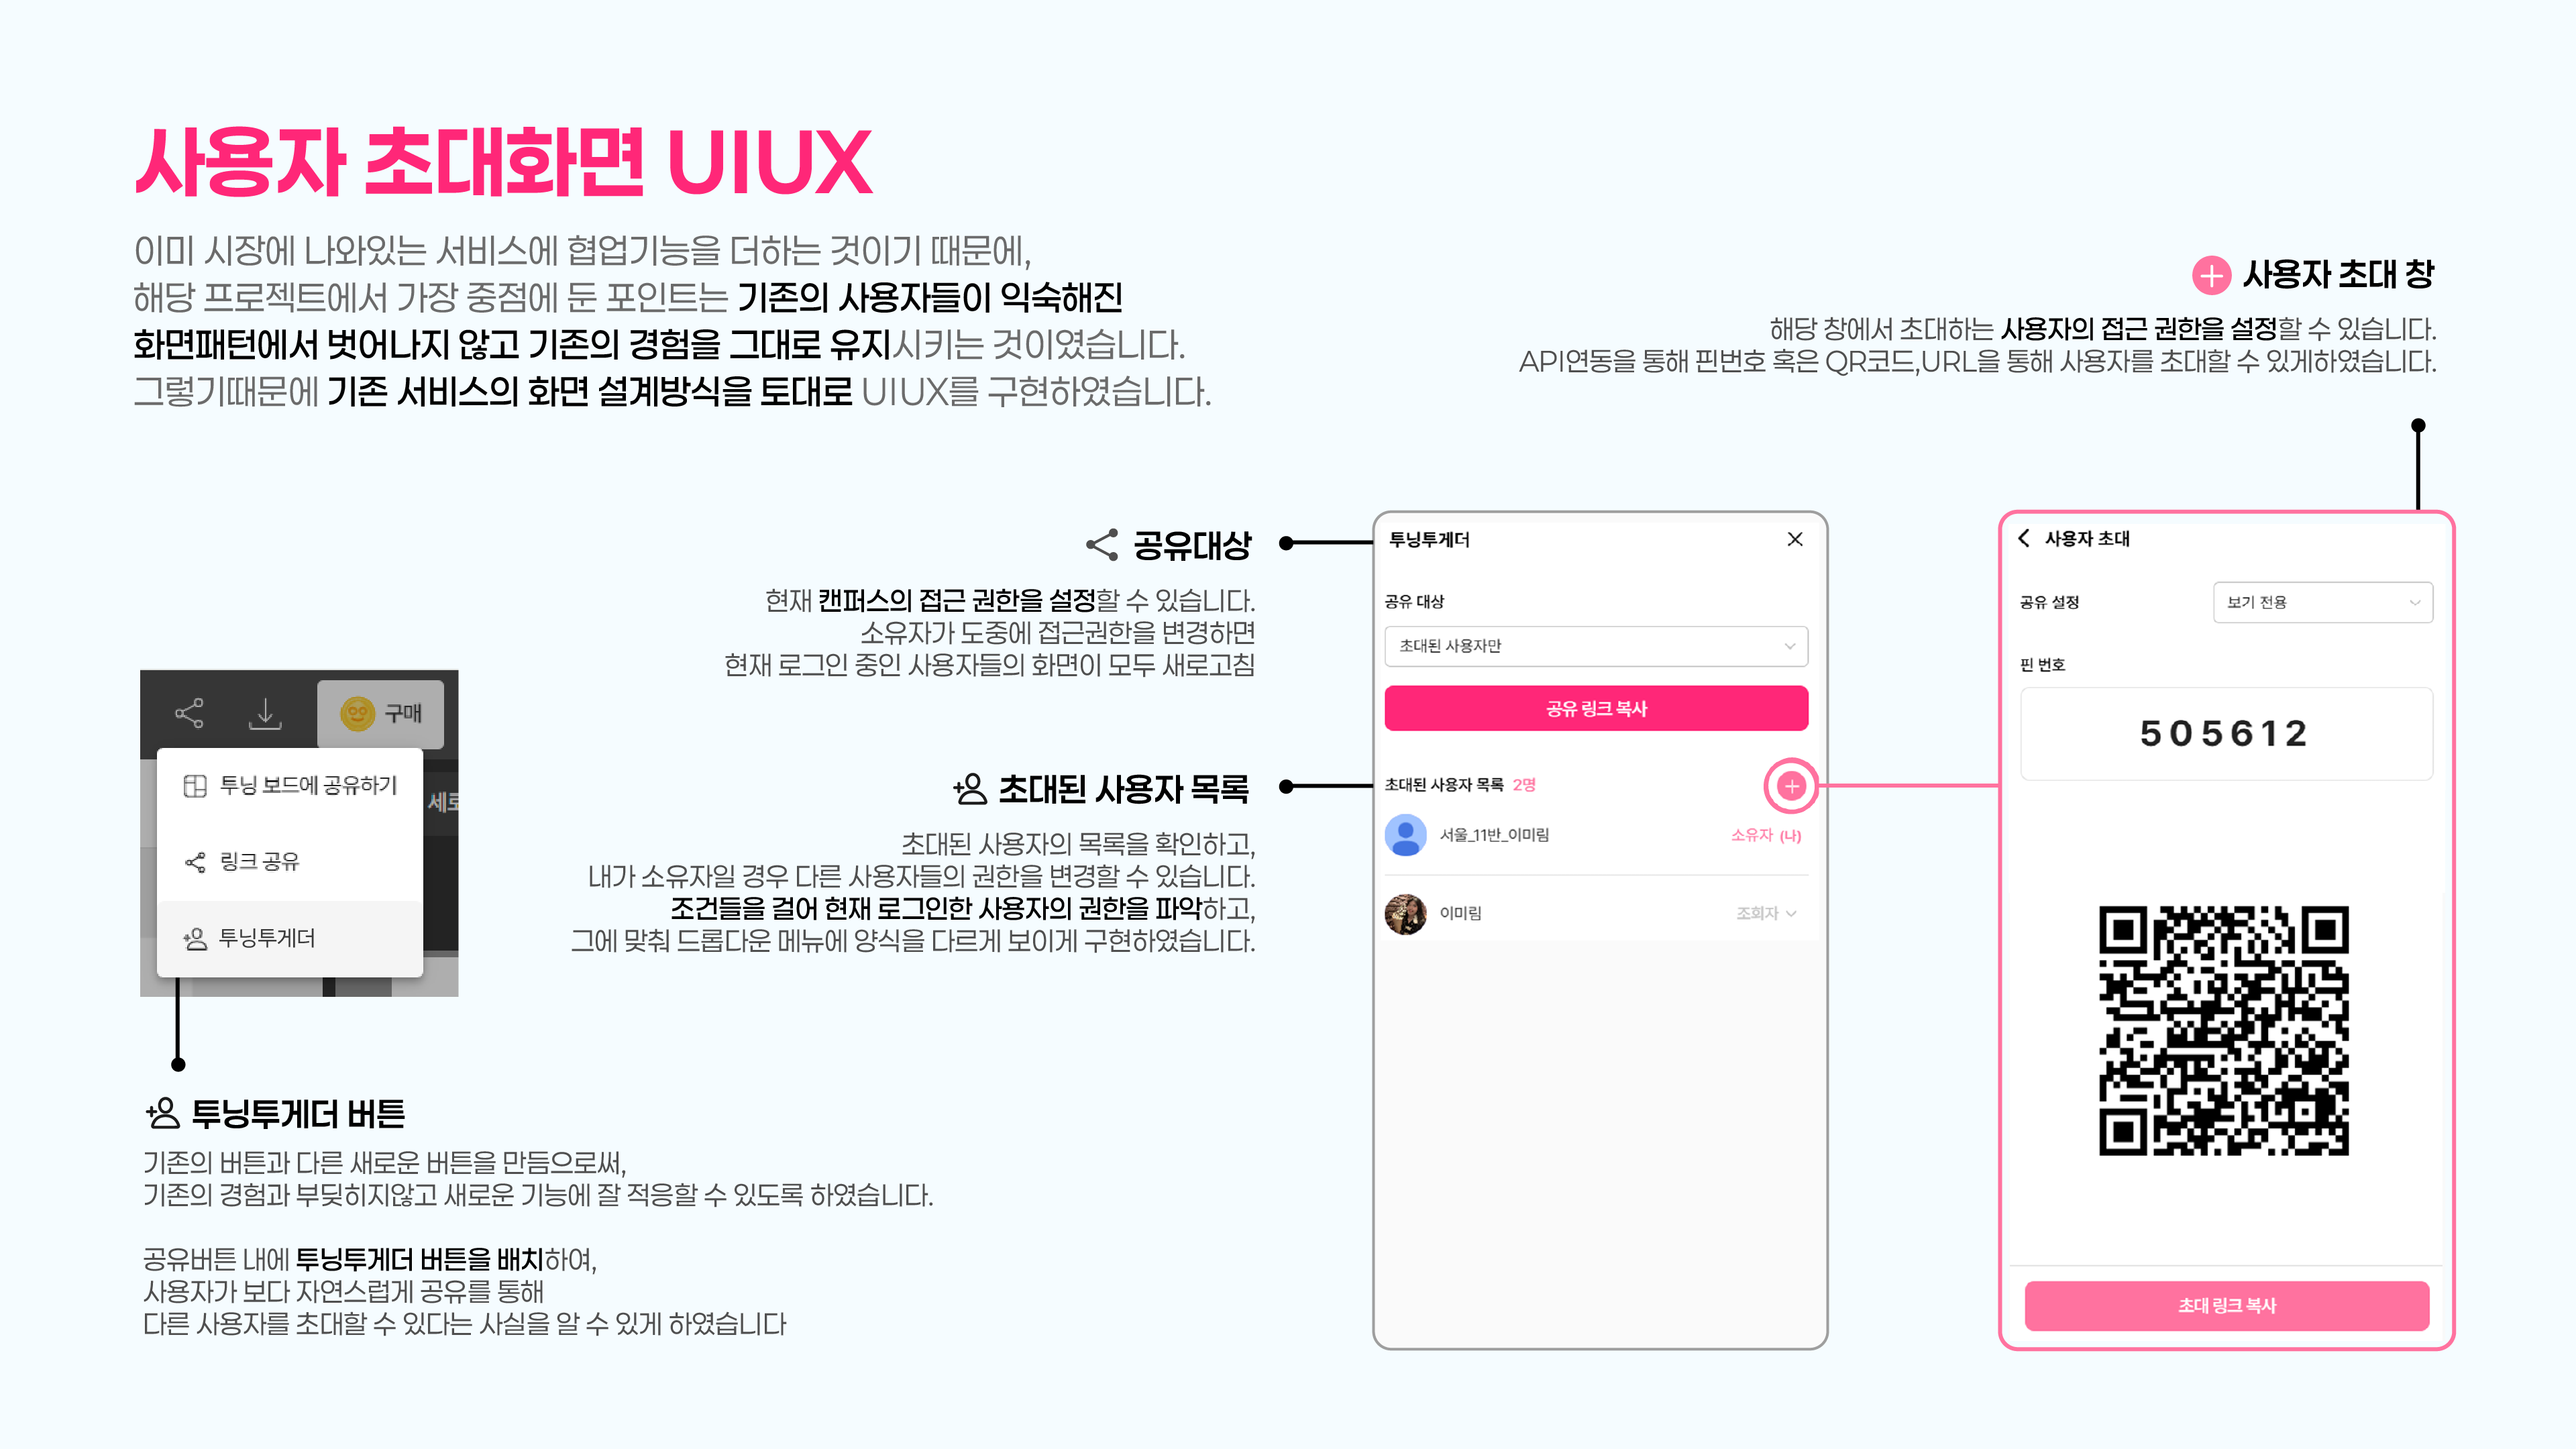 사용자 초대화면 UIUX
이미 시장에 나와있는 서비스에 협업기능을 더하는 것이기 때문에,
해당 프로젝트에서 가장 중점에 둔 포인트는 기존의 사용자들이 익숙해진
화면패턴에서 벗어나지 않고 기존의 경험을 그대로 유지시키는 것이였습니다.
그렇기때문에 기존 서비스의 화면 설계방식을 토대로 UIUX를 구현하였습니다.
사용자 초대 창
해당 창에서 초대하는 사용자의 접근 권한을 설정할 수 있습니다.
API연동을 통해 핀번호 혹은 QR코드,URL을 통해 사용자를 초대할 수 있게하였습니다.
공유대상
현재 캔퍼스의 접근 권한을 설정할 수 있습니다.
소유자가 도중에 접근권한을 변경하면
현재 로그인 중인 사용자들의 화면이 모두 새로고침
초대된 사용자 목록
초대된 사용자의 목록을 확인하고,
내가 소유자일 경우 다른 사용자들의 권한을 변경할 수 있습니다.
조건들을 걸어 현재 로그인한 사용자의 권한을 파악하고,
그에 맞춰 드롭다운 메뉴에 양식을 다르게 보이게 구현하였습니다.
구매
투닝 보드에 공유하기
세로
링크 공유
투닝투게더
투닝투게더 버튼
기존의 버튼과 다른 새로운 버튼을 만듬으로써,
기존의 경험과 부딪히지않고 새로운 기능에 잘 적응할 수 있도록 하였습니다.
공유버튼 내에 투닝투게더 버튼을 배치하여,
사용자가 보다 자연스럽게 공유를 통해
다른 사용자를 초대할 수 있다는 사실을 알 수 있게 하였습니다
투닝투게더
공유 대상
초대된 사용자만
공유 링크 복사
초대된 사용자 목록 2명
서울_11반_이미림 소유자 (나)
이미림 조회자
사용자 초대
공유 설정 보기 전용
핀 번호
505612
초대 링크 복사